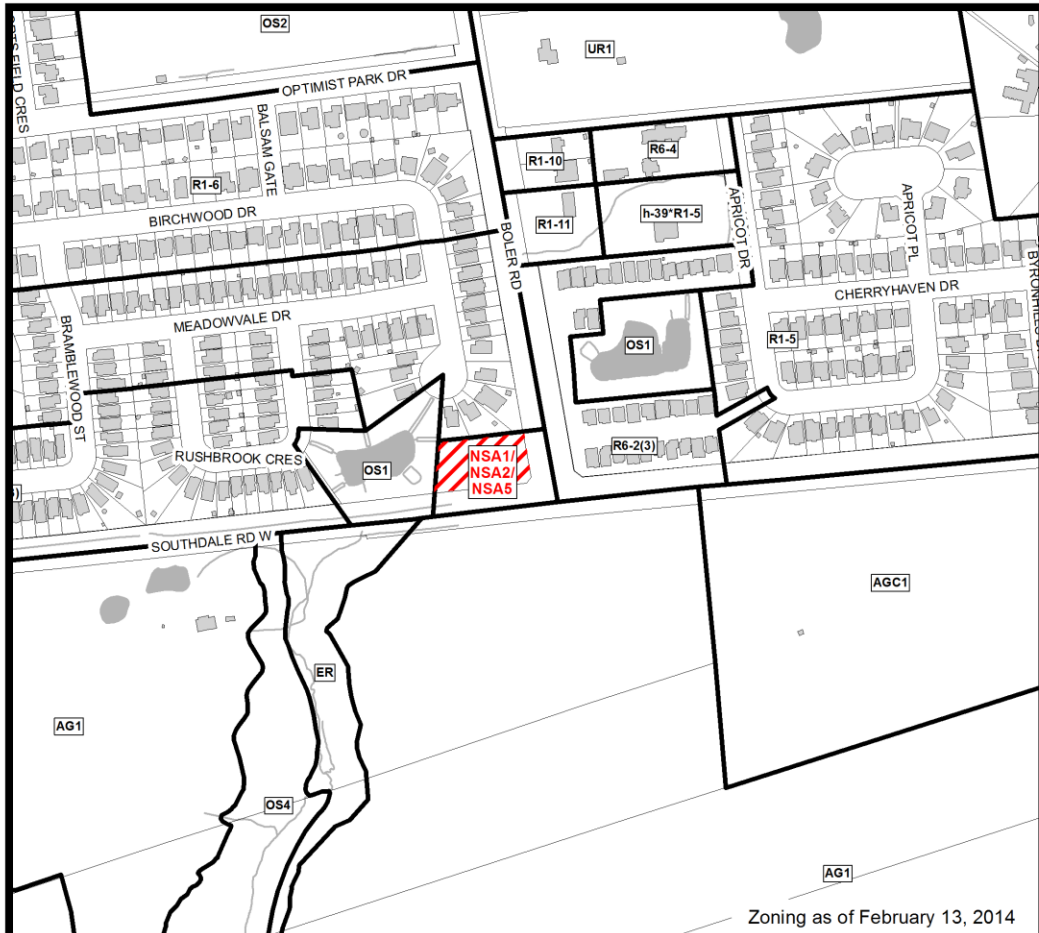 OS2
UR1
OPTIMIST PARK DR
BALSAM GATE
R1-10
R6-4
R1-6
BIRCHWOOD DR
R1-11
h-39*R1-5
APRICOT DR
APRICOT PL
BOLER RD
CHERRYHAVEN DR
MEADOWVALE DR
BRAMBLEWOOD ST
OS1
R1-5
R6-2(3)
RUSHBROOK CRES
OS1
NSA1/
NSA2/
NSA5
SOUTHDALE RD W
AGC1
ER
AG1
OS4
AG1
Zoning as of February 13, 2014